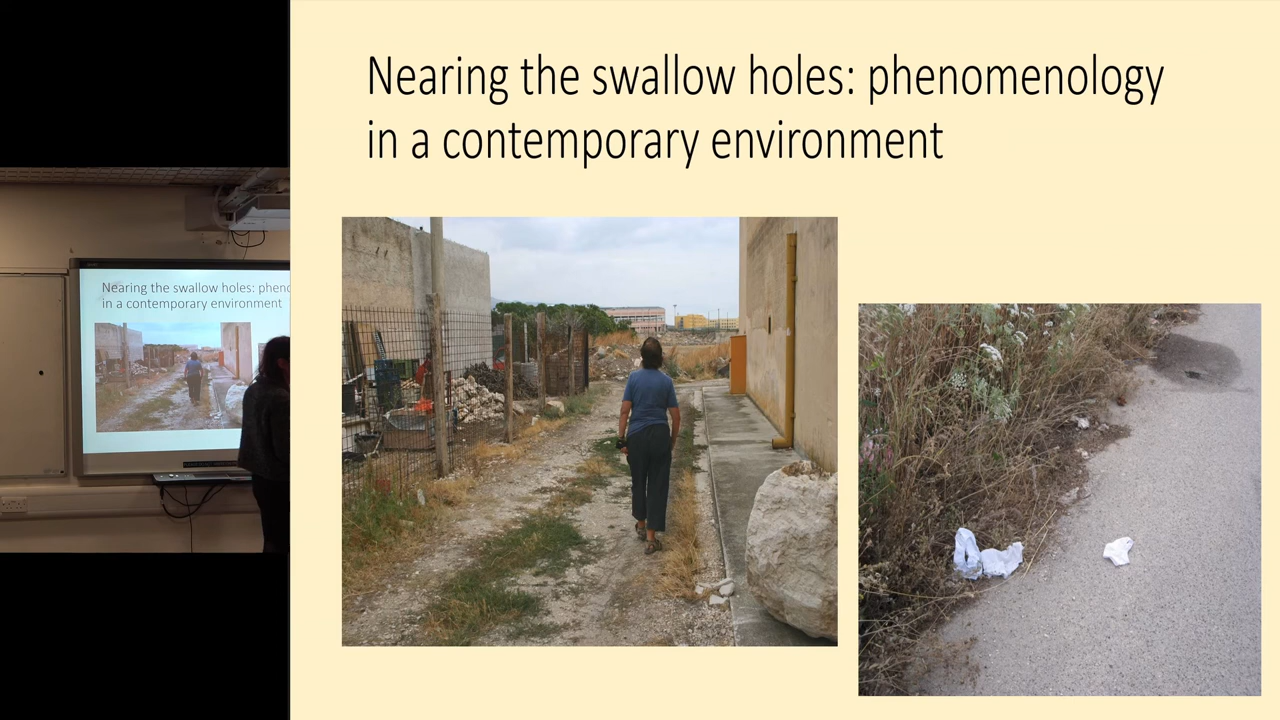 Nearing the swallow holes: phenomenology
in a contemporary environment
Nearing the swallow holes: pheno
in a contemporary environment